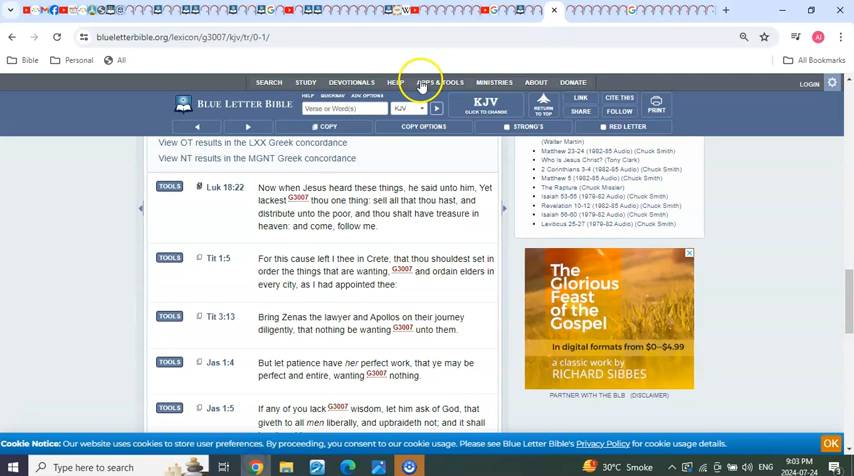 blueletterbible.org/lexicon/g3007/kjv/tr/0-1/
AI
Bible
Personal
All
All Bookmarks
SEARCH STUDY DEVOTIONALS HELP APPS & TOOLS MINISTRIES ABOUT DONATE
LOGIN
BLUE LETTER BIBLE
HELP QUICKNAV ADV. OPTIONS
Verse or Word(s)
KJV
KJV
CLICK TO CHANGE
RETURN
TO TOP
LINK
SHARE
CITE THIS
FOLLOW
PRINT
COPY COPY OPTIONS STRONG'S RED LETTER
View OT results in the LXX Greek concordance
View NT results in the MGNT Greek concordance
TOOLS Luk 18:22 Now when Jesus heard these things, he said unto him, Yet
lackest G3007 thou one thing: sell all that thou hast, and
distribute unto the poor, and thou shalt have treasure in
heaven: and come, follow me.
TOOLS Tit 1:5 For this cause left I thee in Crete, that thou shouldest set in
order the things that are wanting, G3007 and ordain elders in
every city, as I had appointed thee:
TOOLS Tit 3:13 Bring Zenas the lawyer and Apollos on their journey
diligently, that nothing be wanting G3007 unto them.
TOOLS Jas 1:4 But let patience have her perfect work, that ye may be
perfect and entire, wanting G3007 nothing.
TOOLS Jas 1:5 If any of you lack G3007 wisdom, let him ask of God, that
giveth to all men liberally, and upbraideth not; and it shall
(Walter Martin)
Matthew 23-24 (1982-85 Audio) (Chuck Smith)
Who Is Jesus Christ? (Tony Clark)
2 Corinthians 3-4 (1982-85 Audio) (Chuck Smith)
Matthew 5 (1982-85 Audio) (Chuck Smith)
The Rapture (Chuck Missler)
Isaiah 53-55 (1979-82 Audio) (Chuck Smith)
Revelation 10-12 (1982-85 Audio) (Chuck Smith)
Isaiah 56-60 (1979-82 Audio) (Chuck Smith)
Leviticus 25-27 (1979-82 Audio) (Chuck Smith)
The
Glorious
Feast
of the
Gospel
In digital formats from $0–$4.99
a classic work by
RICHARD SIBBES
PARTNER WITH THE BLB (DISCLAIMER)
Cookie Notice: Our website uses cookies to store user preferences. By proceeding, you consent to our cookie usage. Please see Blue Letter Bible's Privacy Policy for cookie usage details.
OK
Type here to search
30°C Smoke
9:03 PM
2024-07-24